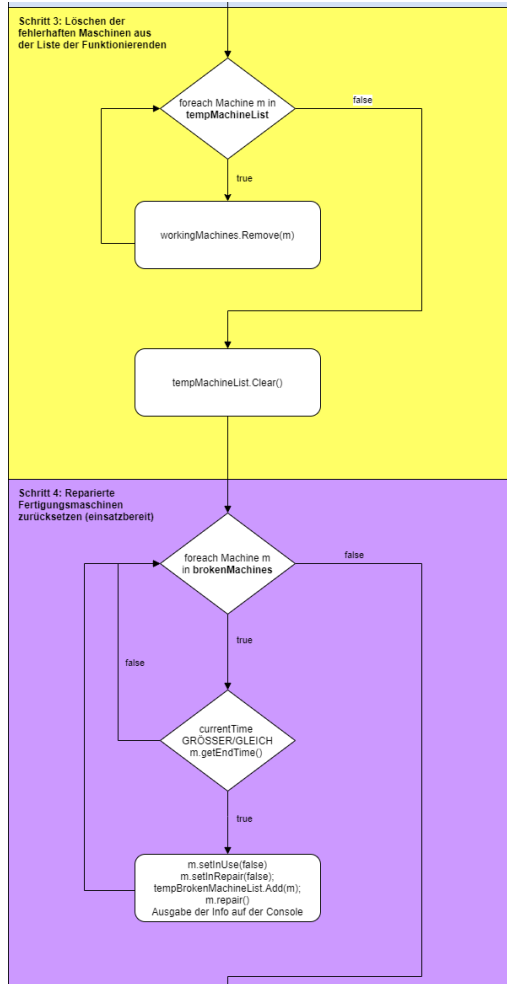 Schritt 3: Löschen der
fehlerhaften Maschinen aus
der Liste der Funktionierenden
foreach Machine m in
tempMachineList
false
true
workingMachines.Remove(m)
tempMachineList.Clear()
Schritt 4: Reparierte
Fertigungsmaschinen
zurücksetzen (einsatzbereit)
foreach Machine m
in brokenMachines
false
true
false
currentTime
GRÖSSER/GLEICH
m.getEndTime()
true
m.setInUse(false)
m.setInRepair(false);
tempBrokenMachineList.Add(m);
m.repair()
Ausgabe der Info auf der Console